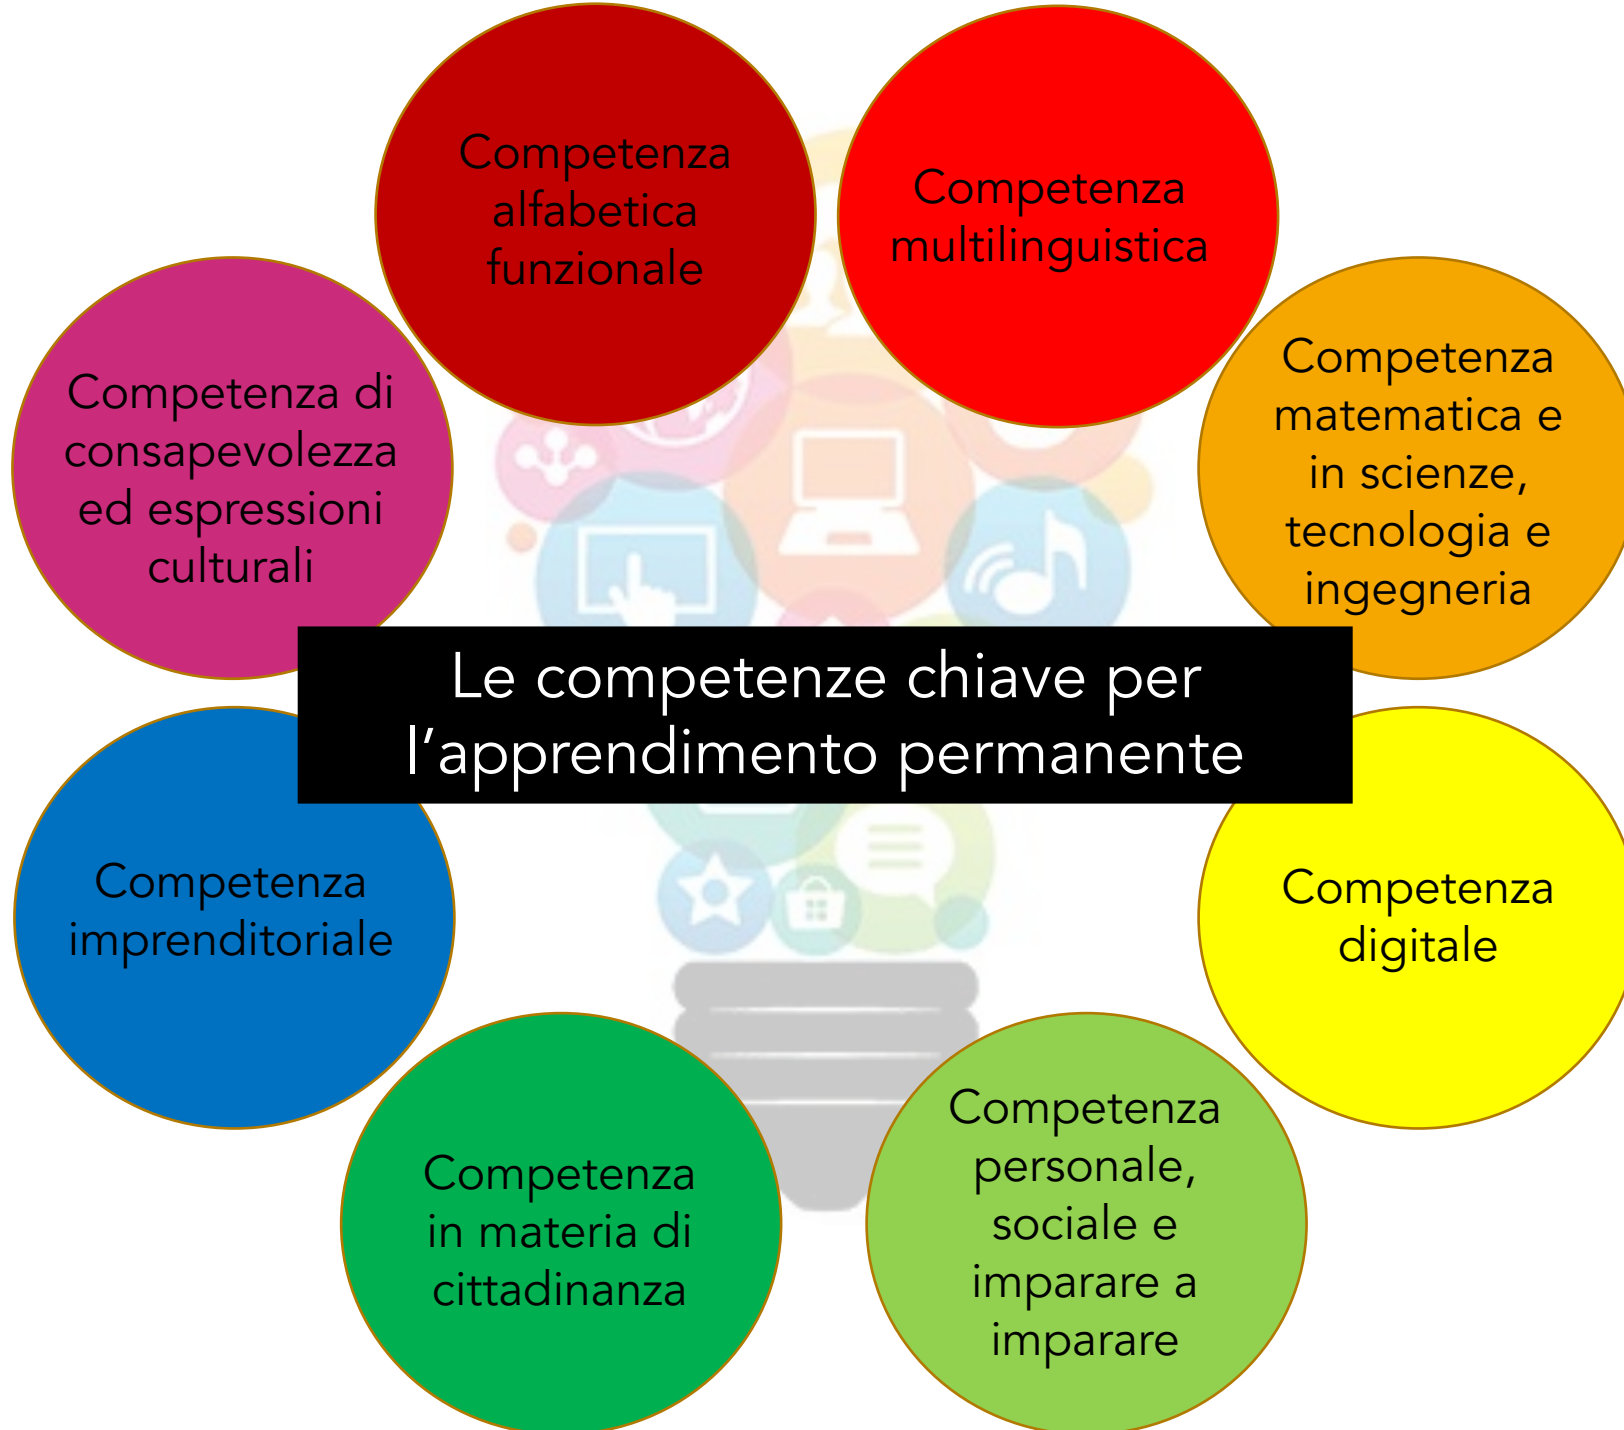 Competenza
alfabetica
funzionale
Competenza
multilinguistica
Competenza
matematica e
in scienze,
tecnologia e
ingegneria
Competenza di
consapevolezza
ed espressioni
culturali
Le competenze chiave per
l’apprendimento permanente
Competenza
imprenditoriale
Competenza
digitale
Competenza
in materia di
cittadinanza
Competenza
personale,
sociale e
imparare a
imparare